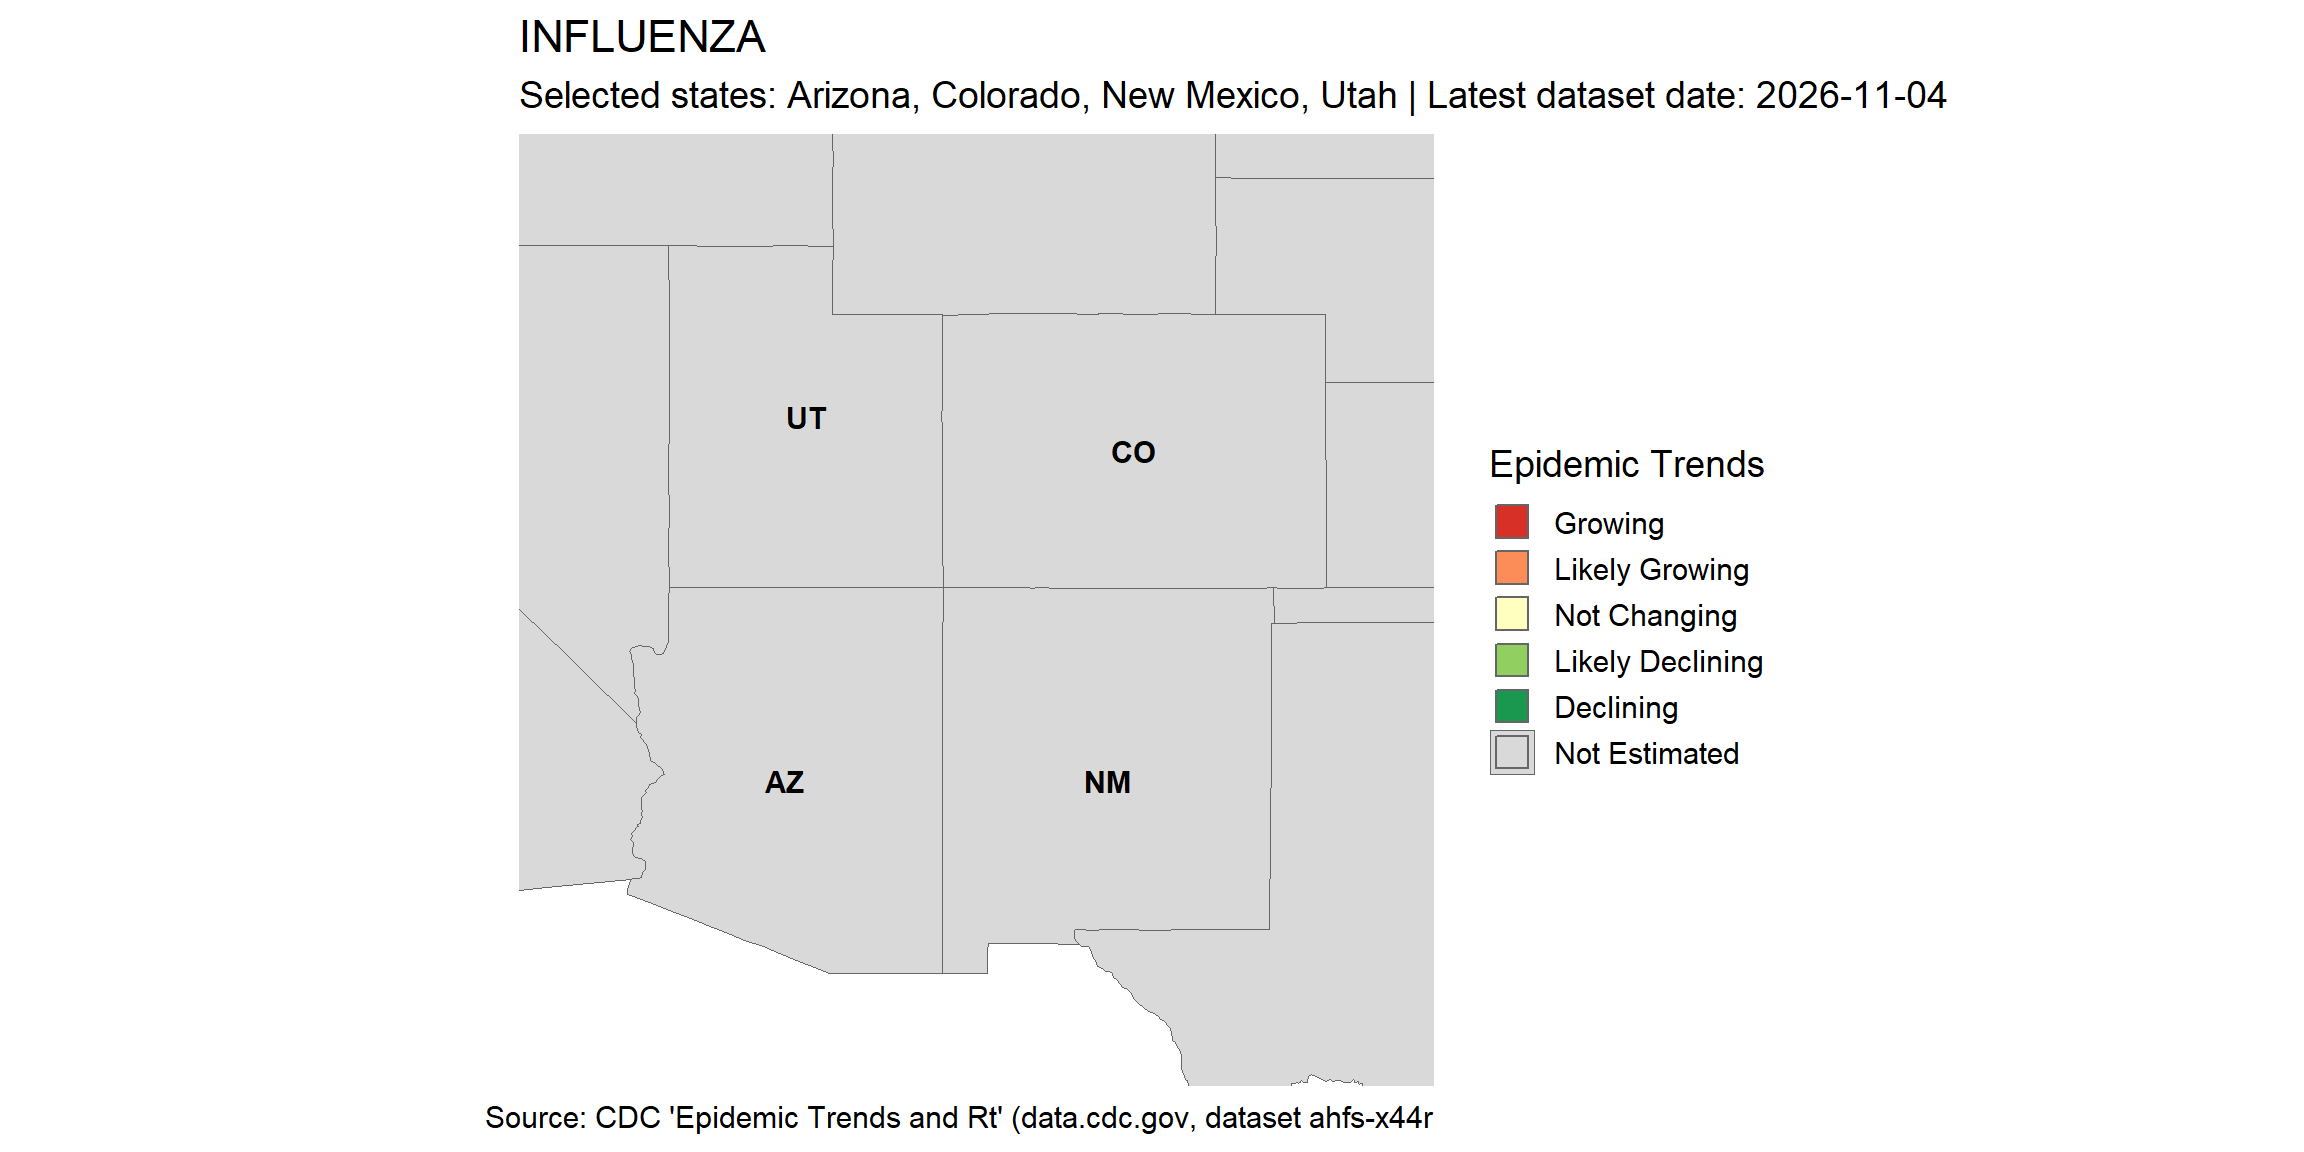 INFLUENZA
Selected states: Arizona, Colorado, New Mexico, Utah | Latest dataset date: 2026-11-04
UT
CO
Epidemic Trends
Growing
Likely Growing
Not Changing
Likely Declining
Declining
Not Estimated
AZ
NM
Source: CDC 'Epidemic Trends and Rt' (data.cdc.gov, dataset ahfs-x44r